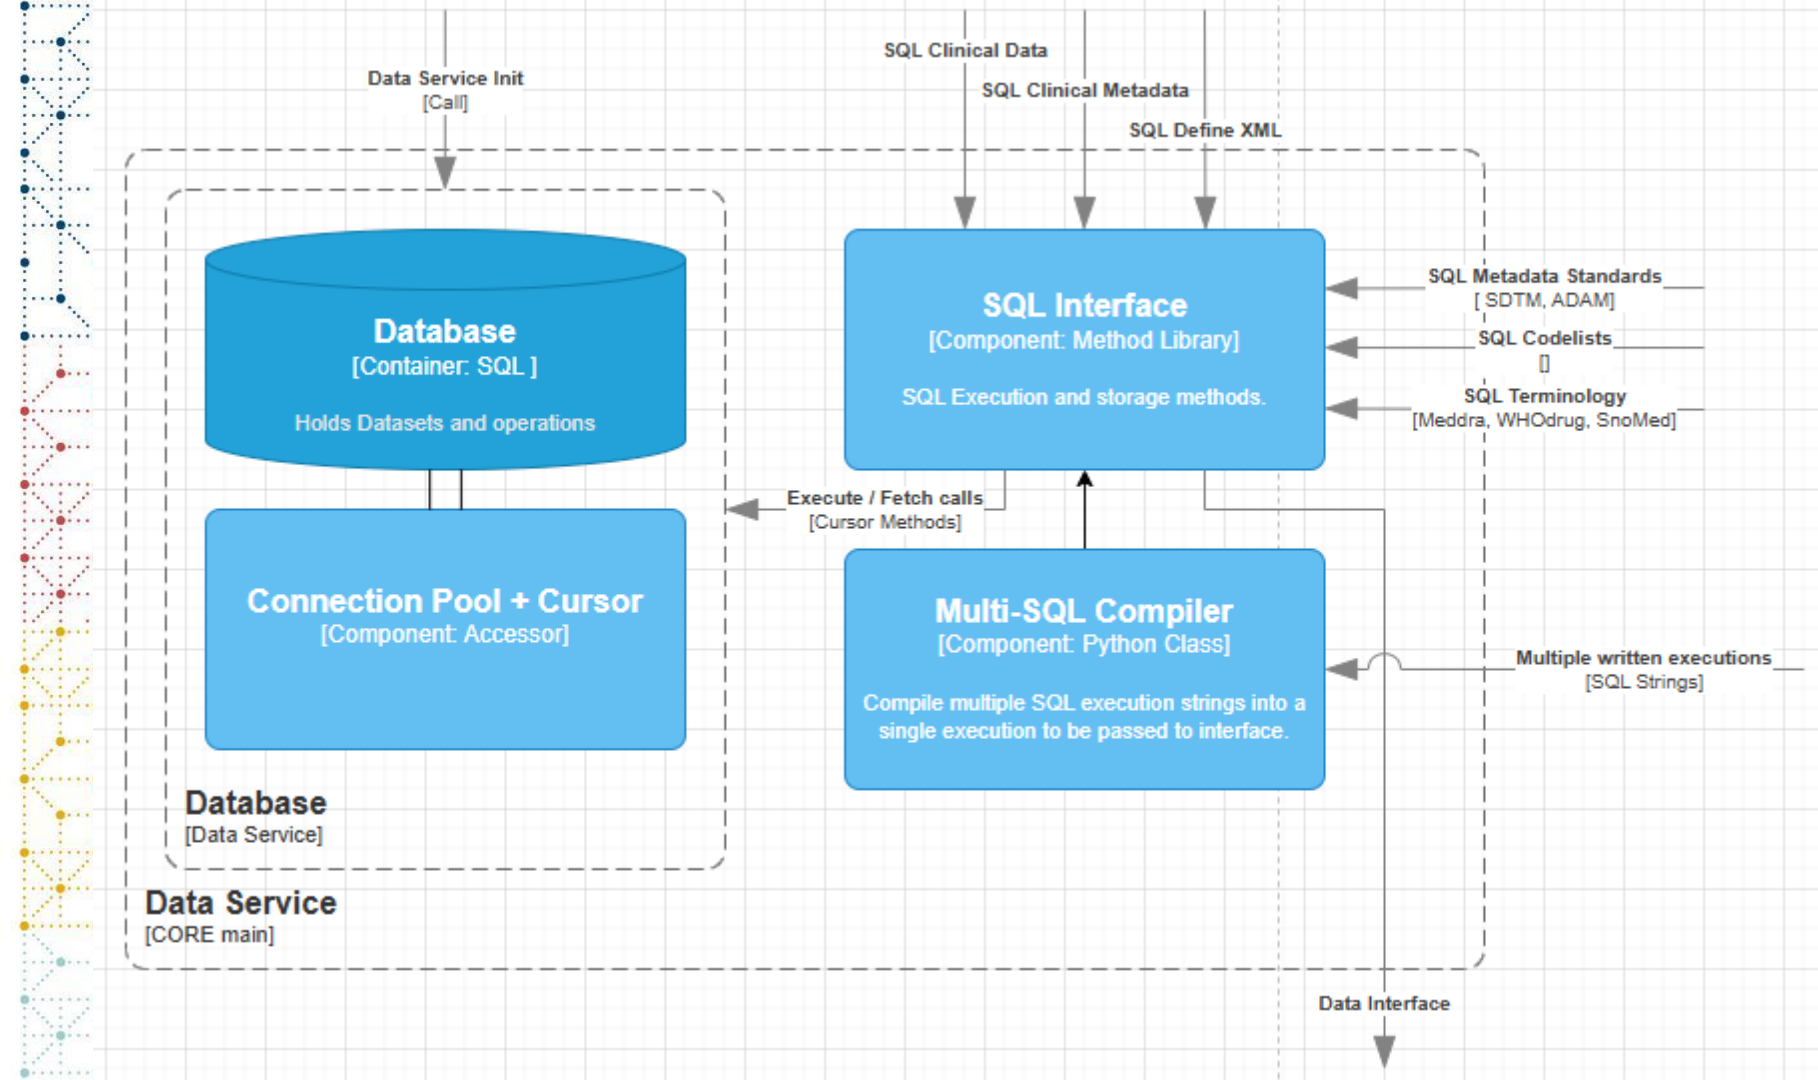 SQL Clinical Data
Data Service Init
[Call]
SQL Clinical Metadata
SQL Define XML
Database
[Container: SQL ]
Holds Datasets and operations
SQL Interface
[Component: Method Library]
SQL Execution and storage methods.
SQL Metadata Standards
[ SDTM, ADAM]
SQL Codelists
[]
SQL Terminology
[Meddra, WHOdrug, SnoMed]
Execute / Fetch calls
[Cursor Methods]
Connection Pool + Cursor
[Component: Accessor]
Multi-SQL Compiler
[Component: Python Class]
Compile multiple SQL execution strings into a
single execution to be passed to interface.
Multiple written executions
[SQL Strings]
Database
[Data Service]
Data Service
[CORE main]
Data Interface